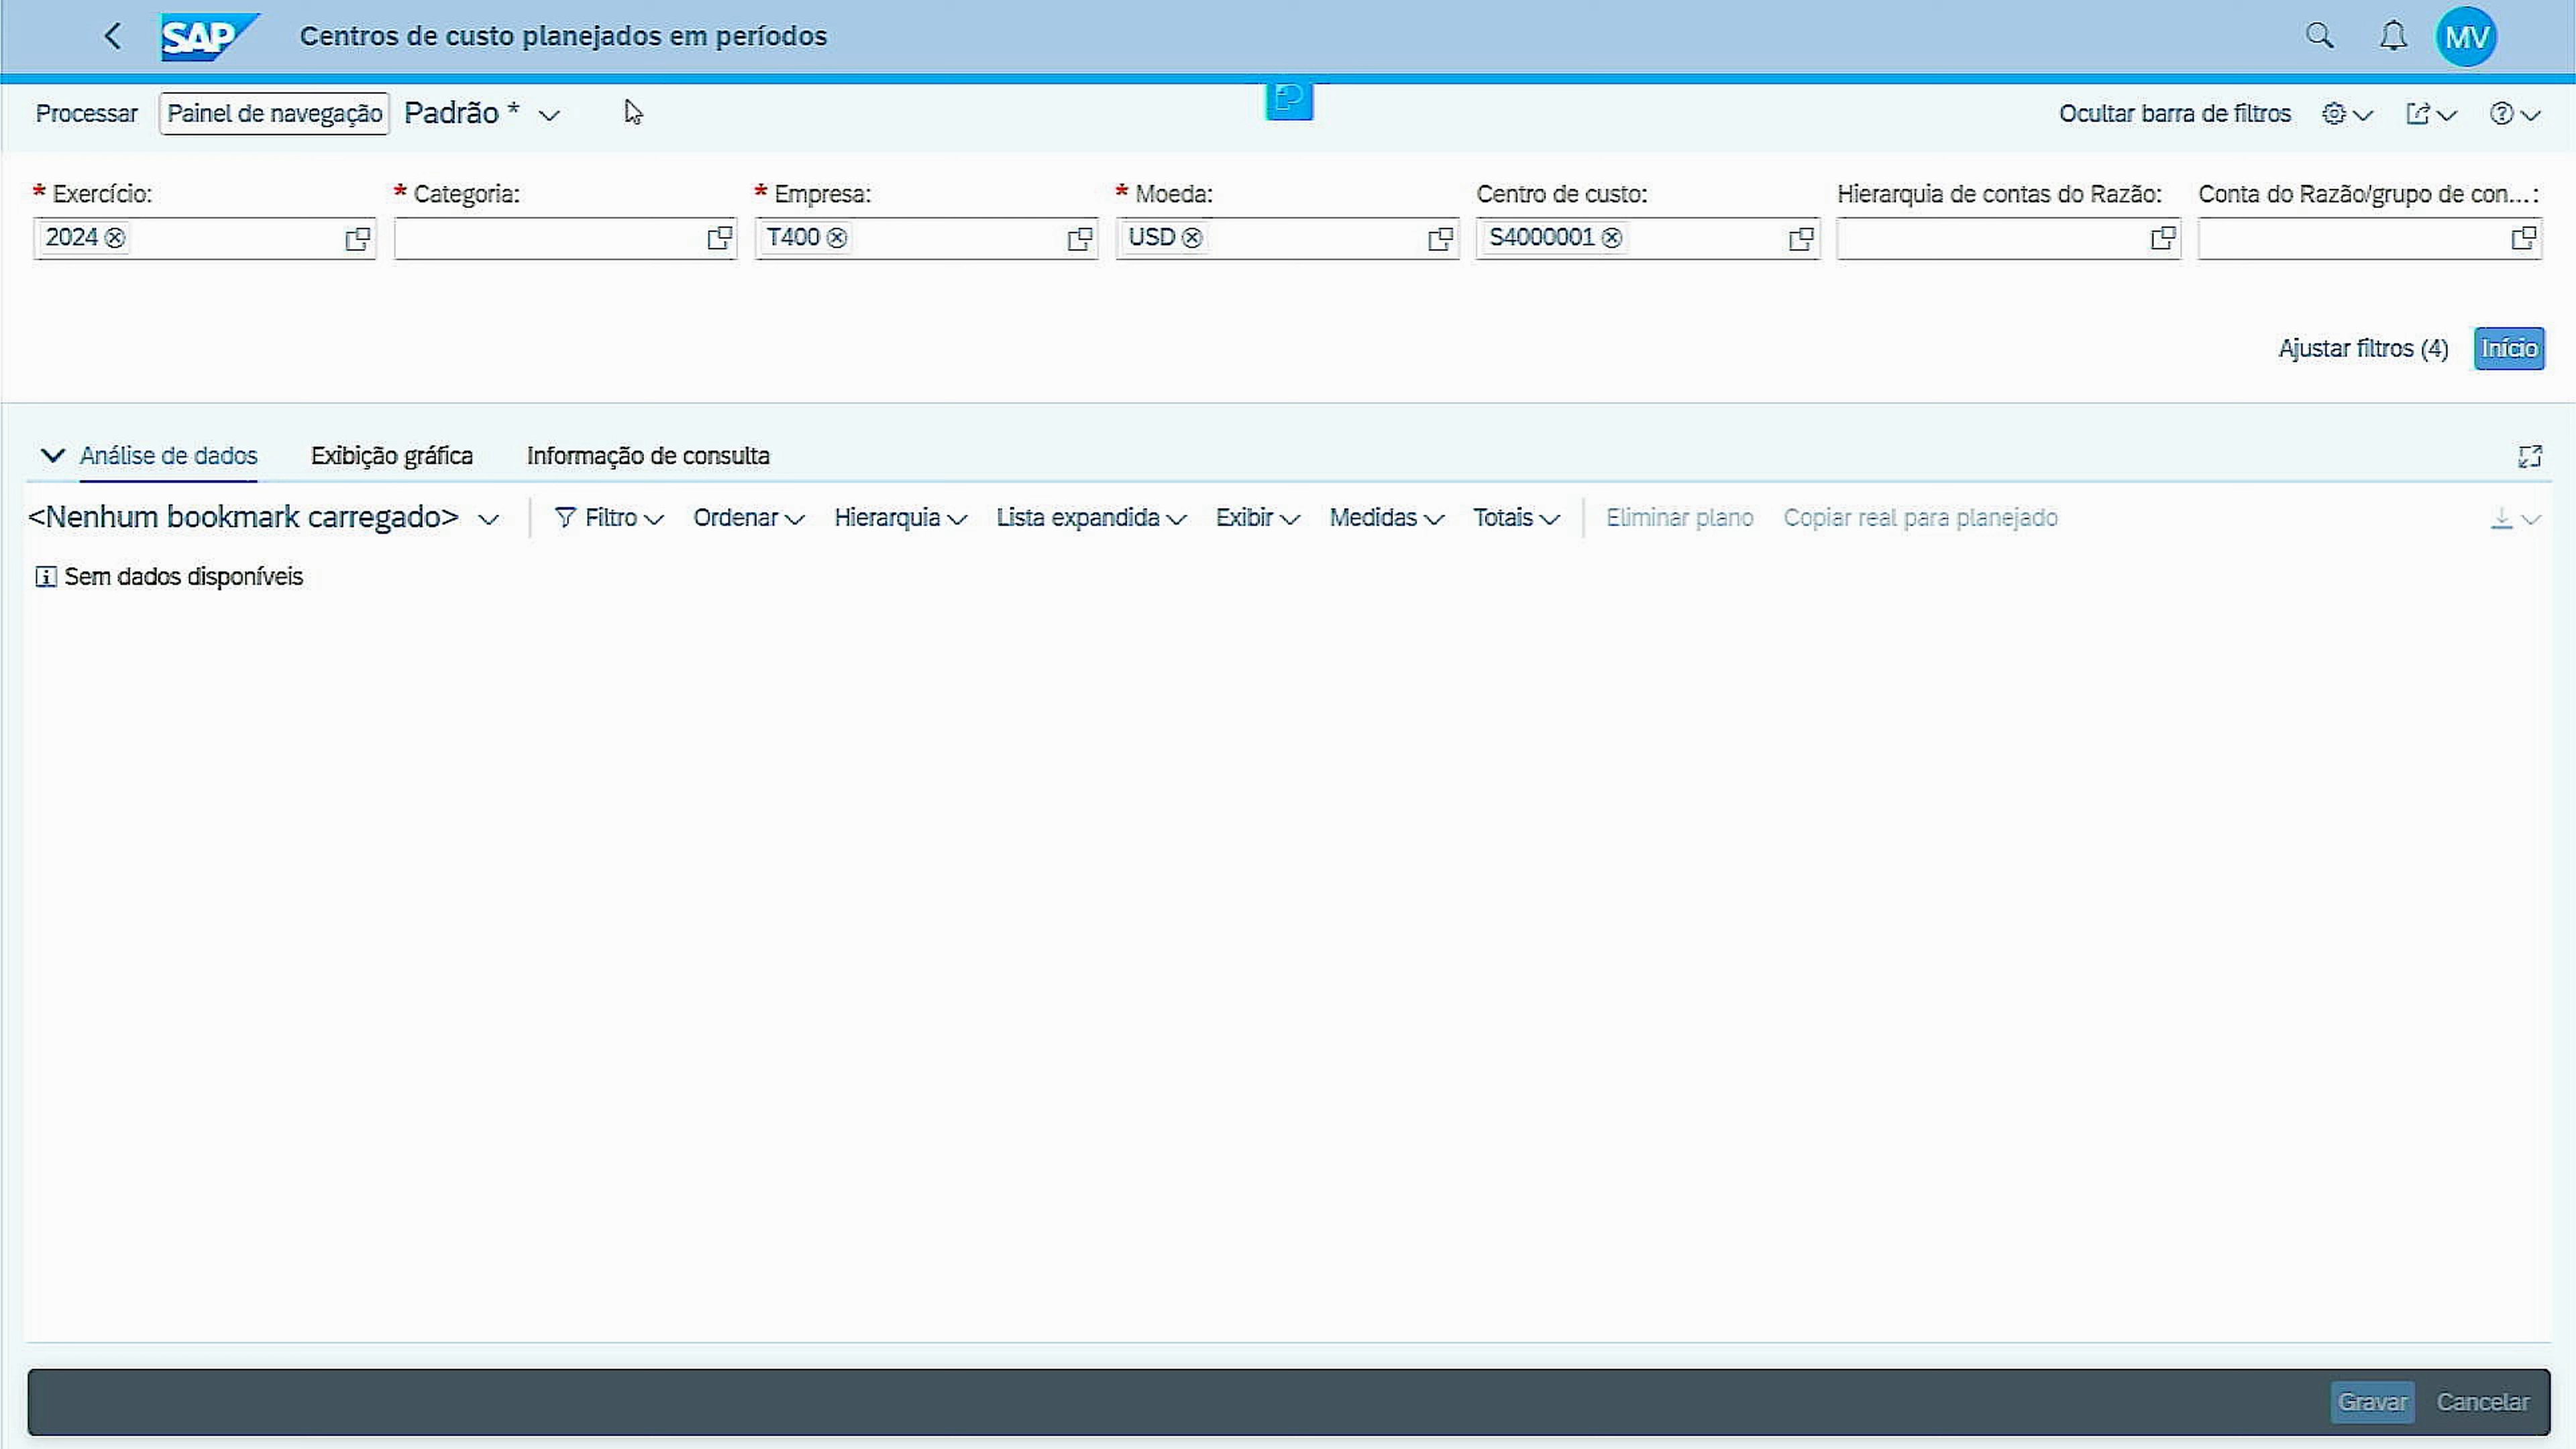 SAP Centros de custo planejados em períodos MV
Processar Painel de navegação Padrão * Ocultar barra de filtros
* Exercício: * Categoria: * Empresa: * Moeda: Centro de custo: Hierarquia de contas do Razão: Conta do Razão/grupo de con...:
2024 T400 USD S4000001
Ajustar filtros (4) Início
Análise de dados Exibição gráfica Informação de consulta
<Nenhum bookmark carregado> Filtro Ordenar Hierarquia Lista expandida Exibir Medidas Totais Eliminar plano Copiar real para planejado
Sem dados disponíveis
Gravar Cancelar